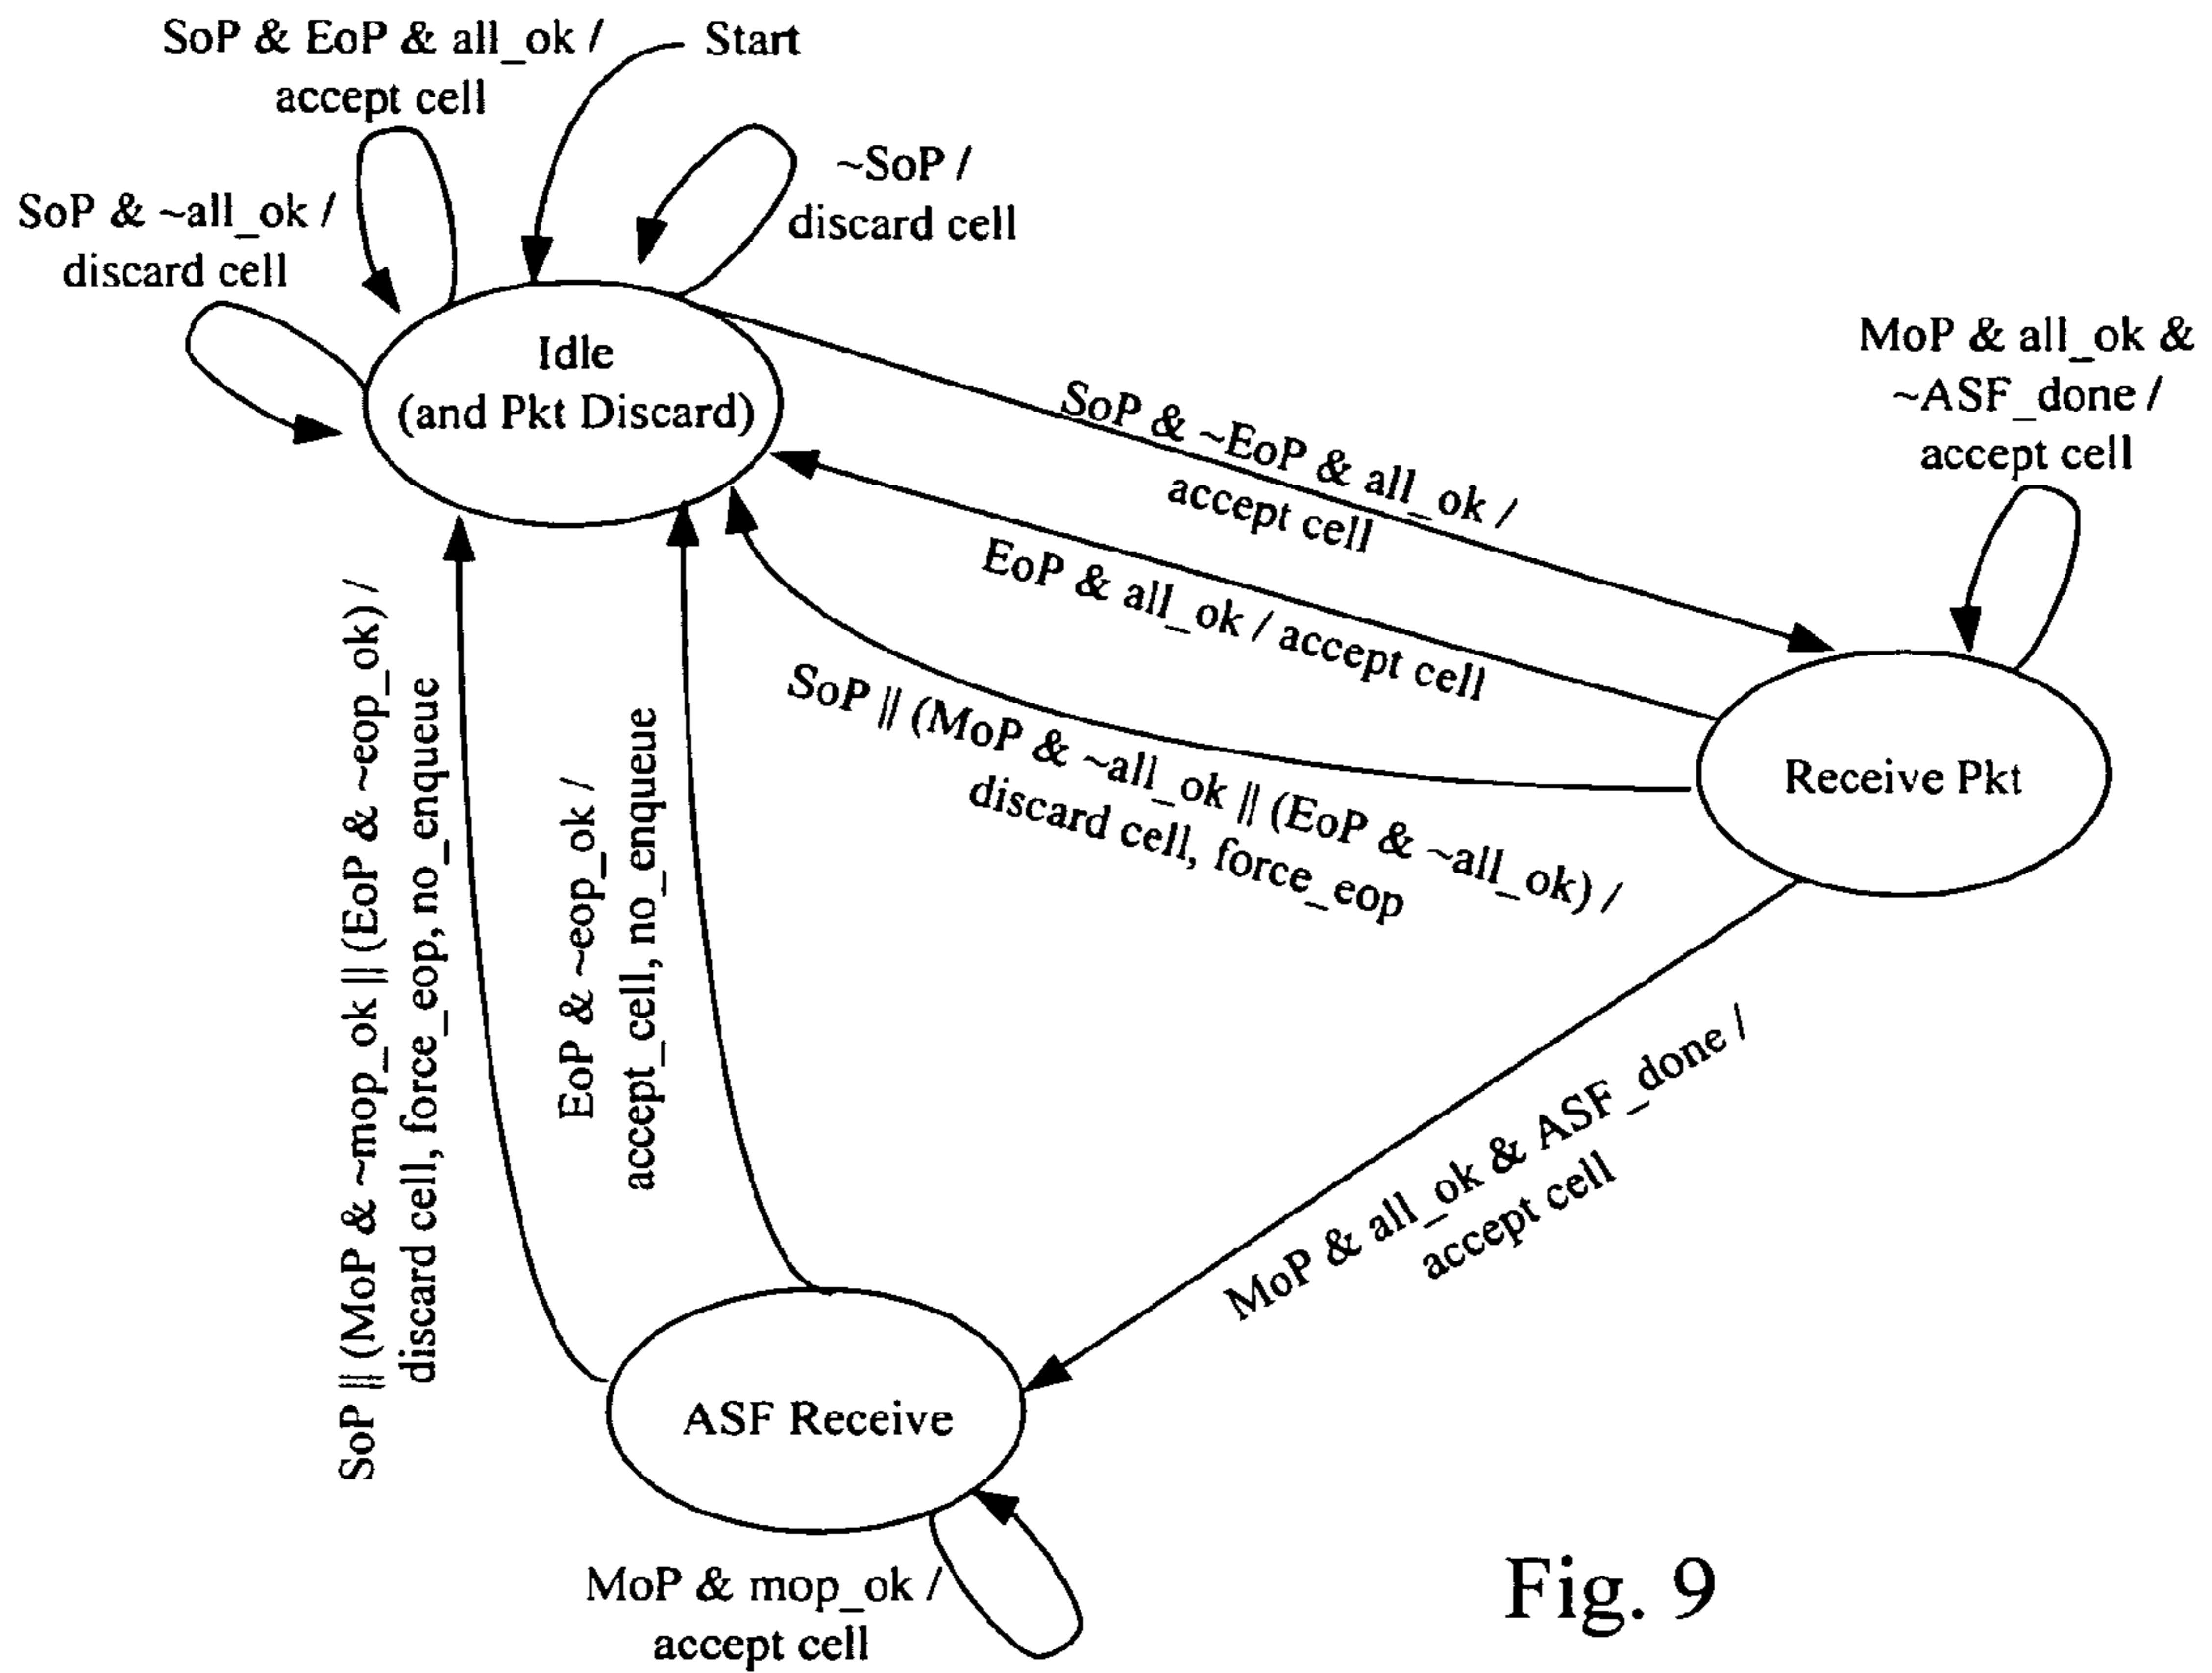 SoP & EoP & all_ok /
accept cell
Start
~SoP /
discard cell
SoP & ~all_ok /
discard cell
Idle
(and Pkt Discard)
MoP & all_ok &
~ASF_done /
accept cell
SoP & ~EoP & all_ok /
accept cell
EoP & all_ok / accept cell
SoP || (MoP & ~all_ok || (EoP & ~all_ok) /
discard cell, force_eop
Receive Pkt
SoP || (MoP & ~mop_ok || (EoP & ~eop_ok) /
discard cell, force_eop, no_enqueue
EoP & ~eop_ok /
accept_cell, no_enqueue
MoP & all_ok & ASF_done /
accept cell
ASF Receive
MoP & mop_ok /
accept cell
Fig. 9